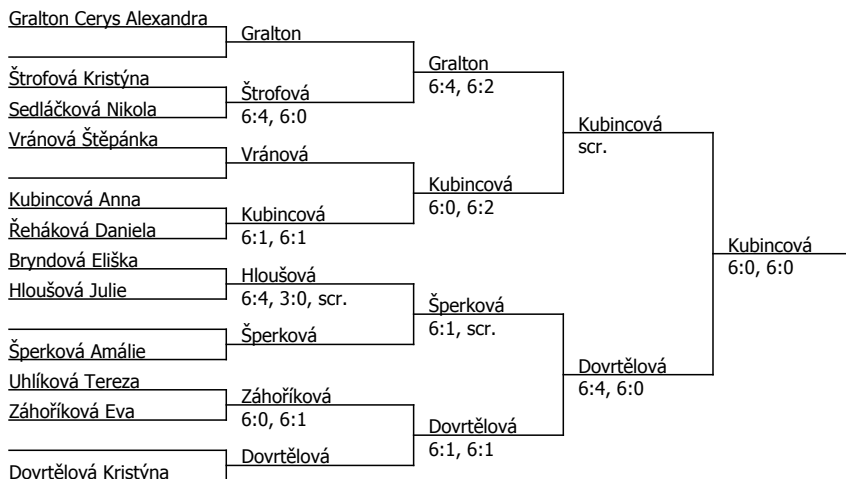 Gralton Cerys Alexandra
Štrofová Kristýna
Sedláčková Nikola
Vránová Štěpánka
Kubincová Anna
Řeháková Daniela
Bryndová Eliška
Hloušová Julie
Šperková Amálie
Uhlíková Tereza
Záhoříková Eva
Dovrtělová Kristýna
Gralton
Štrofová
6:4, 6:0
Vránová
Kubincová
6:1, 6:1
Hloušová
6:4, 3:0, scr.
Šperková
Záhoříková
6:0, 6:1
Dovrtělová
Gralton
6:4, 6:2
Kubincová
6:0, 6:2
Šperková
6:1, scr.
Dovrtělová
6:1, 6:1
Kubincová
scr.
Dovrtělová
6:4, 6:0
Kubincová
6:0, 6:0